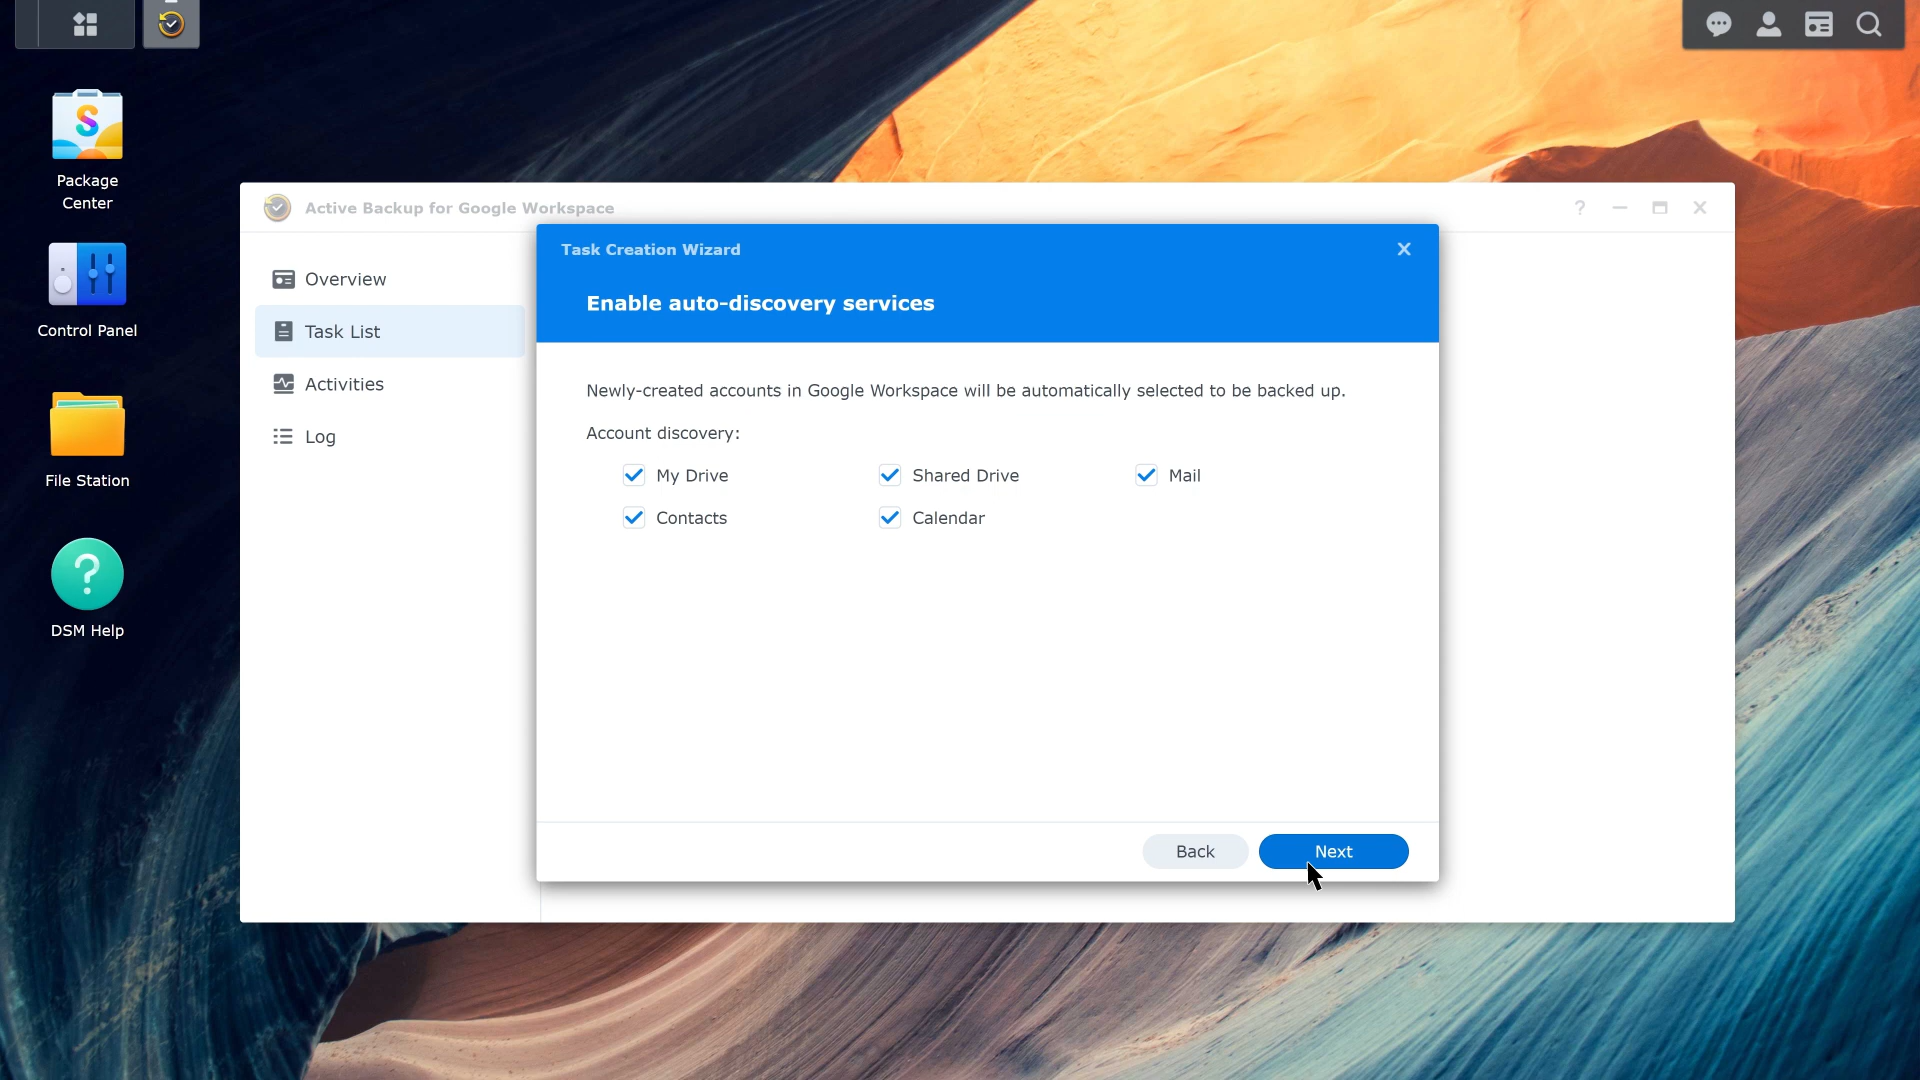 Package
Center
Control Panel
File Station
DSM Help
Active Backup for Google Workspace
Overview
Task List
Activities
Log
Task Creation Wizard
Enable auto-discovery services
Newly-created accounts in Google Workspace will be automatically selected to be backed up.
Account discovery:
My Drive Shared Drive Mail
Contacts Calendar
Back Next